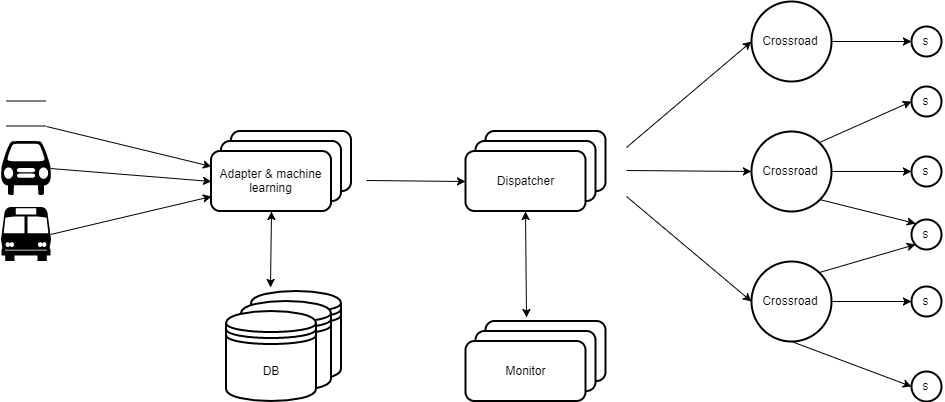 Crossroad
s
s
Adapter & machine
learning
Dispatcher
Crossroad
s
s
Crossroad
s
DB
Monitor
s